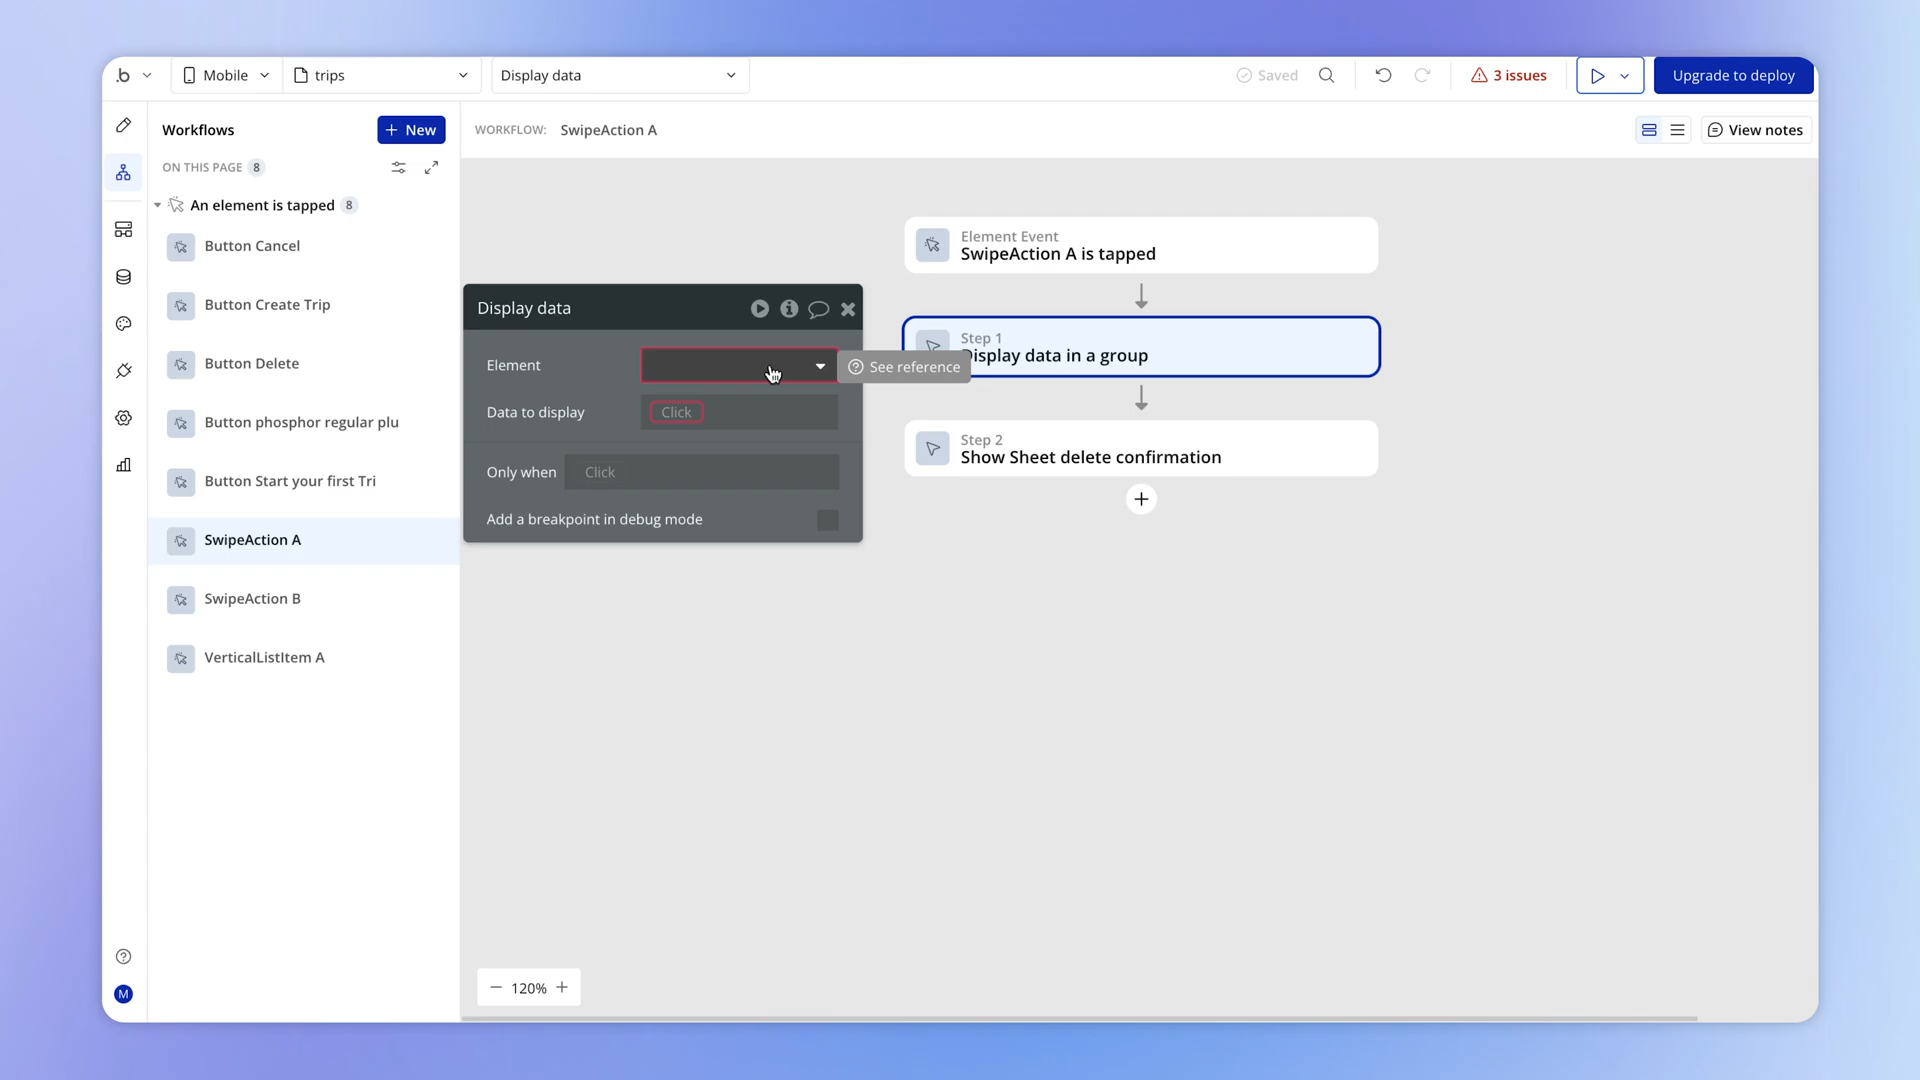 .b
Mobile
trips
Display data
Saved
3 issues
Upgrade to deploy
Workflows
+ New
WORKFLOW: SwipeAction A
View notes
ON THIS PAGE 8
An element is tapped 8
Button Cancel
Button Create Trip
Button Delete
Button phosphor regular plu
Button Start your first Tri
SwipeAction A
SwipeAction B
VerticalListItem A
Element Event
SwipeAction A is tapped
Display data
Element
See reference
Data to display
Click
Only when
Click
Add a breakpoint in debug mode
Step 1
Display data in a group
Step 2
Show Sheet delete confirmation
M
120%